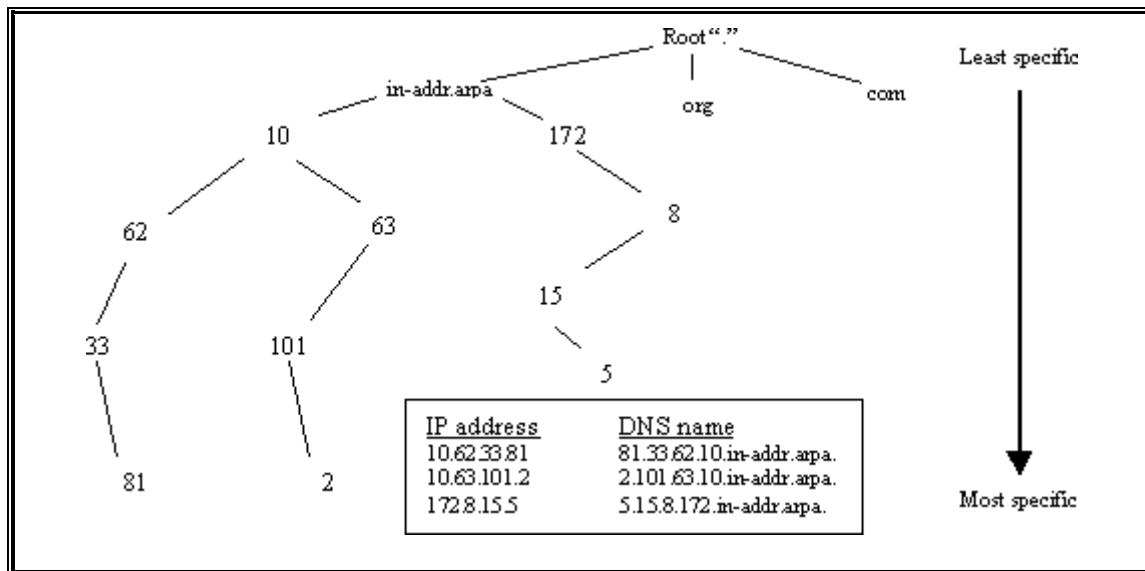 Root“.”
Least specific
in-addr.arpa
org
com
10
172
62
63
8
15
33
101
5
IP address DNS name
10.62.33.81 81.33.62.10.in-addr.arpa.
10.63.101.2 2.101.63.10.in-addr.arpa.
172.8.15.5 5.15.8.172.in-addr.arpa.
81
2
Most specific